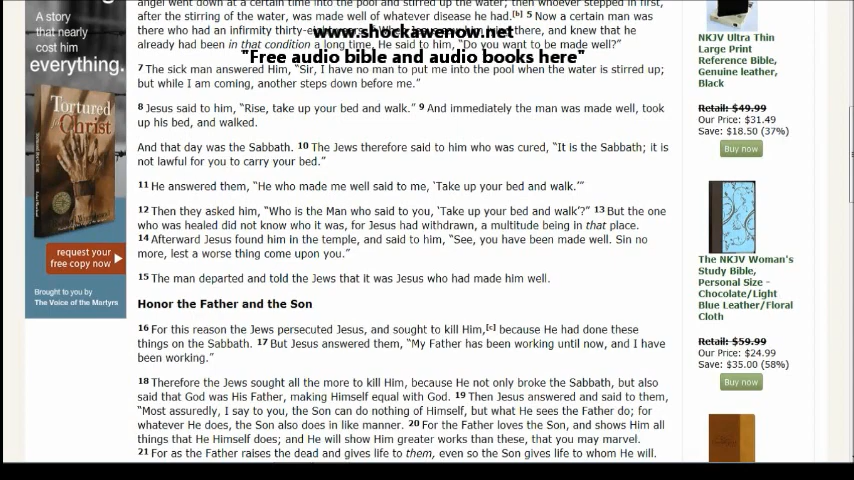 A story
that nearly
cost him
everything.
Tortured
for
Christ
request your
free copy now
Brought to you by
The Voice of the Martyrs
angel went down at a certain time into the pool and stirred up the water; then whoever stepped in first,
after the stirring of the water, was made well of whatever disease he had.[b] 5 Now a certain man was
there who had an infirmity thirty-eight
www.shockawenow.net
there, and knew that he
already had been in that condition a long time, He said to him, “Do you want to be made well?”
"Free audio bible and audio books here"
7 The sick man answered Him, “Sir, I have no man to put me into the pool when the water is stirred up;
but while I am coming, another steps down before me.”
8 Jesus said to him, “Rise, take up your bed and walk.” 9 And immediately the man was made well, took
up his bed, and walked.
And that day was the Sabbath. 10 The Jews therefore said to him who was cured, “It is the Sabbath; it is
not lawful for you to carry your bed.”
11 He answered them, “He who made me well said to me, ‘Take up your bed and walk.’”
12 Then they asked him, “Who is the Man who said to you, ‘Take up your bed and walk’?” 13 But the one
who was healed did not know who it was, for Jesus had withdrawn, a multitude being in that place.
14 Afterward Jesus found him in the temple, and said to him, “See, you have been made well. Sin no
more, lest a worse thing come upon you.”
15 The man departed and told the Jews that it was Jesus who had made him well.
Honor the Father and the Son
16 For this reason the Jews persecuted Jesus, and sought to kill Him,[c] because He had done these
things on the Sabbath. 17 But Jesus answered them, “My Father has been working until now, and I have
been working.”
18 Therefore the Jews sought all the more to kill Him, because He not only broke the Sabbath, but also
said that God was His Father, making Himself equal with God. 19 Then Jesus answered and said to them,
“Most assuredly, I say to you, the Son can do nothing of Himself, but what He sees the Father do; for
whatever He does, the Son also does in like manner. 20 For the Father loves the Son, and shows Him all
things that He Himself does; and He will show Him greater works than these, that you may marvel.
21 For as the Father raises the dead and gives life to them, even so the Son gives life to whom He will.
NKJV Ultra Thin
Large Print
Reference Bible,
Genuine leather,
Black
Retail: $49.99
Our Price: $31.49
Save: $18.50 (37%)
Buy now
The NKJV Woman's
Study Bible,
Personal Size -
Chocolate/Light
Blue Leather/Floral
Cloth
Retail: $59.99
Our Price: $24.99
Save: $35.00 (58%)
Buy now